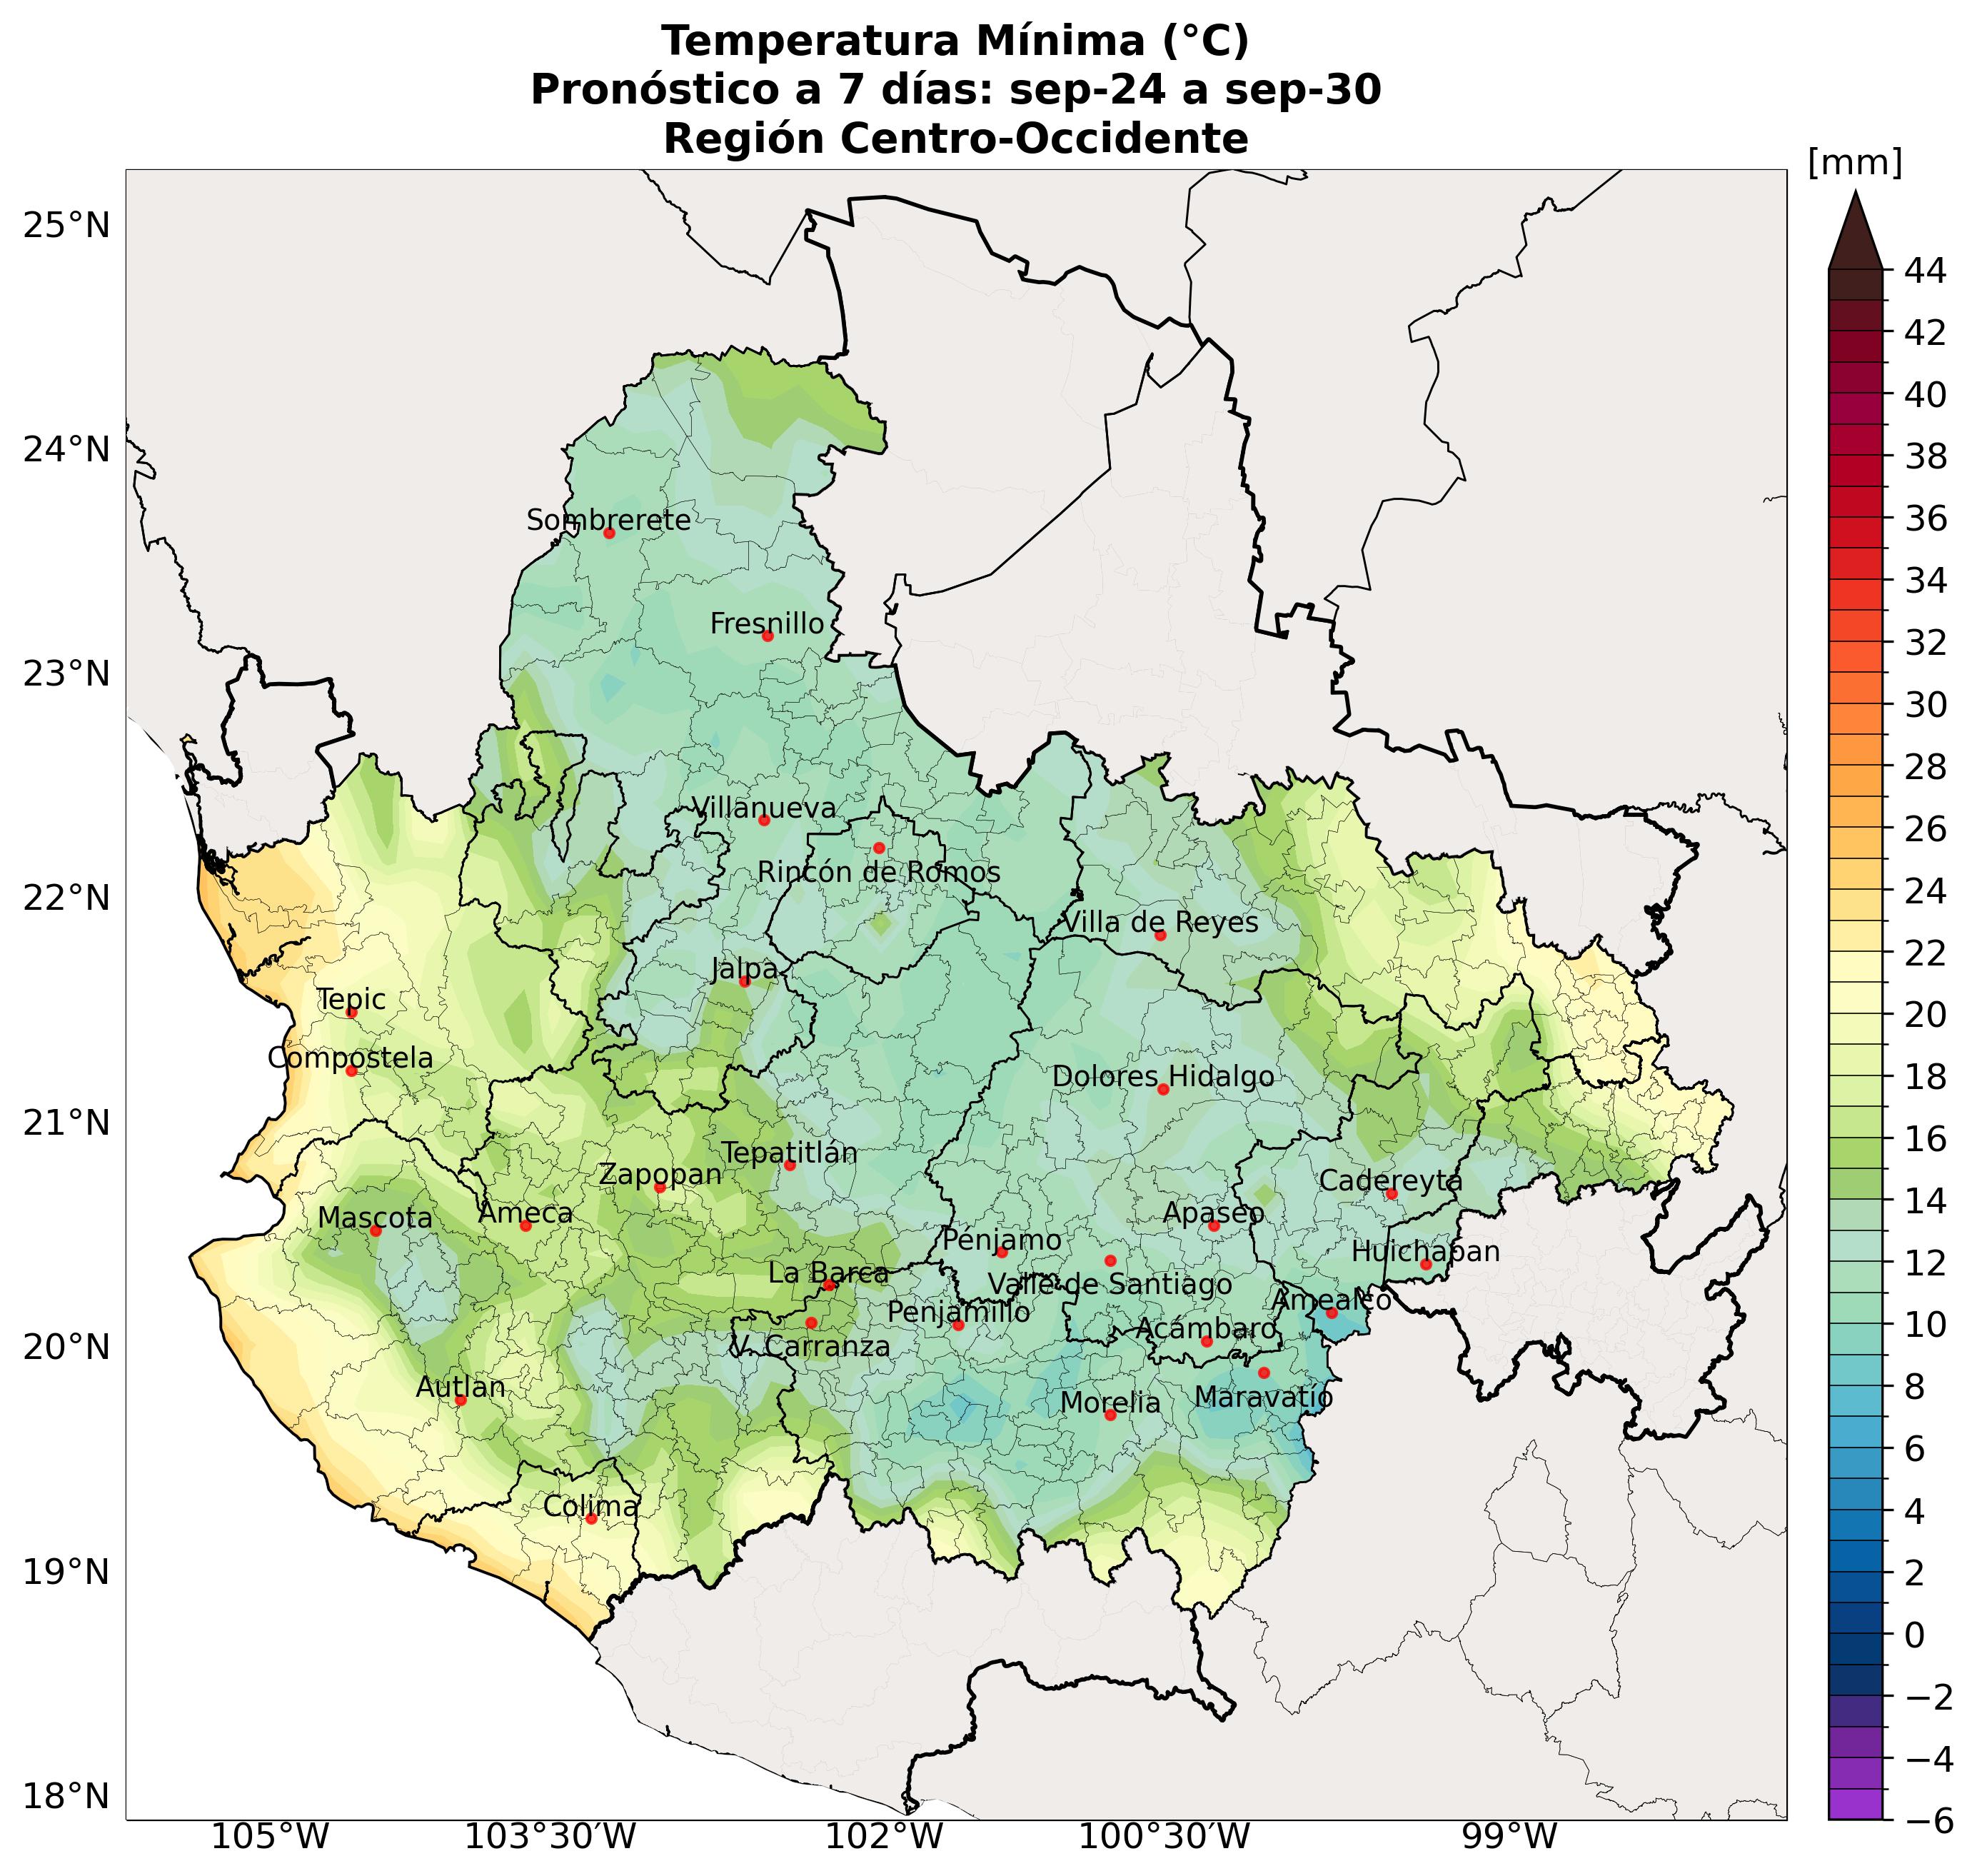 Temperatura Mínima (°C)
Pronóstico a 7 días: sep-24 a sep-30
Región Centro-Occidente
[mm]
25°N
24°N
23°N
22°N
21°N
20°N
19°N
18°N
Sombrerete
Fresnillo
Villanueva
Rincón de Romos
Villa de Reyes
Jalpa
Tepic
Compostela
Dolores Hidalgo
Tepatitlán
Zapopan
Cadereyta
Mascota
Ameca
Apaseo
Pénjamo
Huichapan
La Barca
Valle de Santiago
Amealco
Penjamillo
Acámbaro
V. Carranza
Autlan
Morelia
Maravatío
Colima
105°W
103°30′W
102°W
100°30′W
99°W
44
42
40
38
36
34
32
30
28
26
24
22
20
18
16
14
12
10
8
6
4
2
0
−2
−4
−6